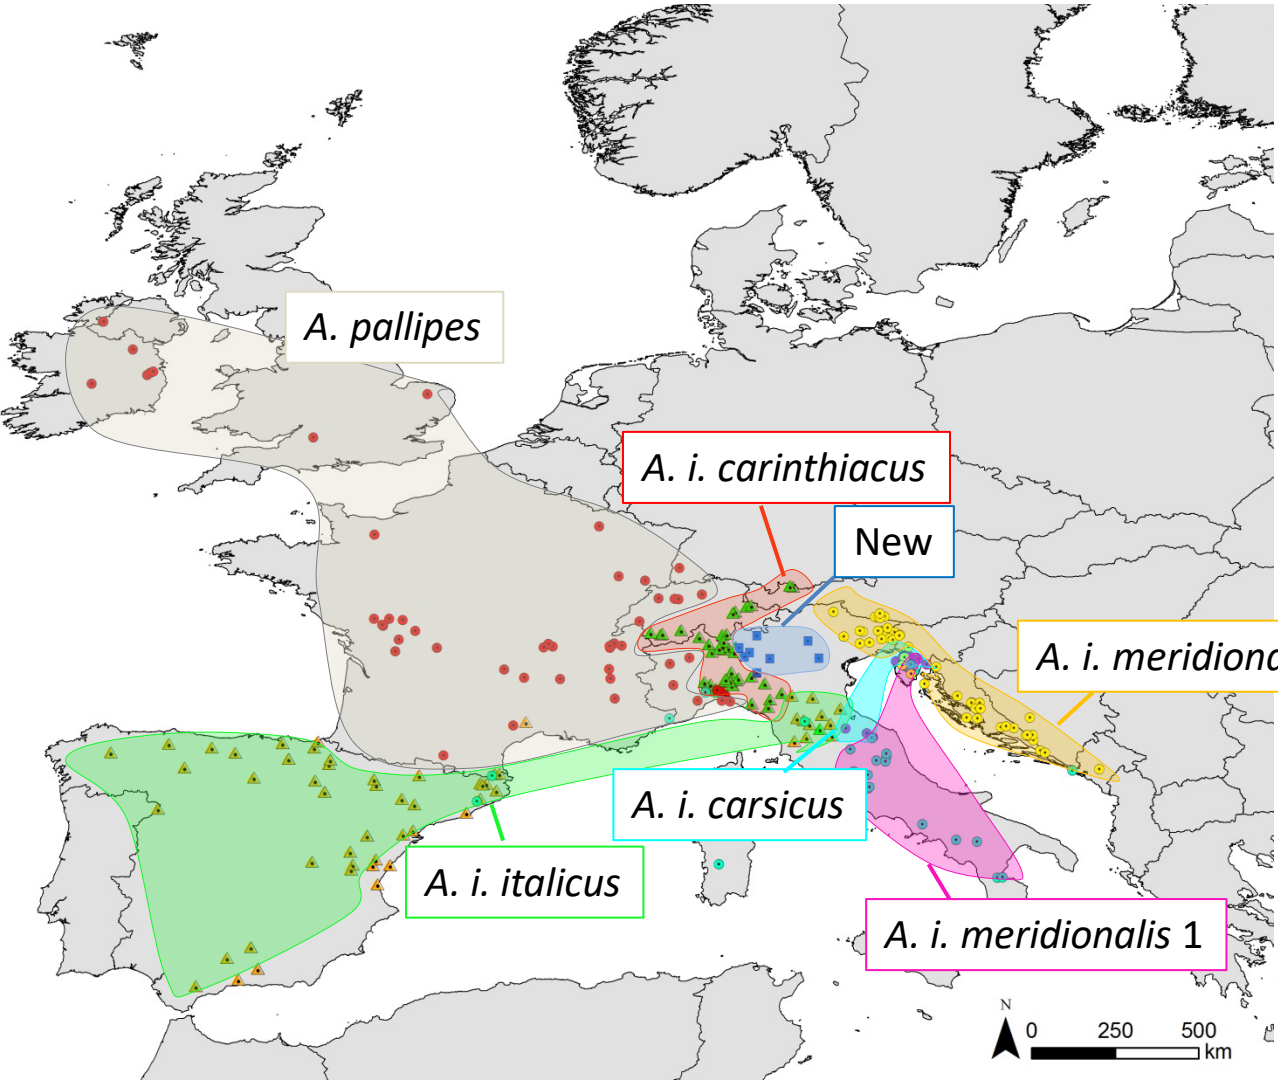 A. pallipes
A. i. carinthiacus
New
A. i. meridiona
A. i. carsicus
A. i. italicus
A. i. meridionalis 1
N
0 250 500
km